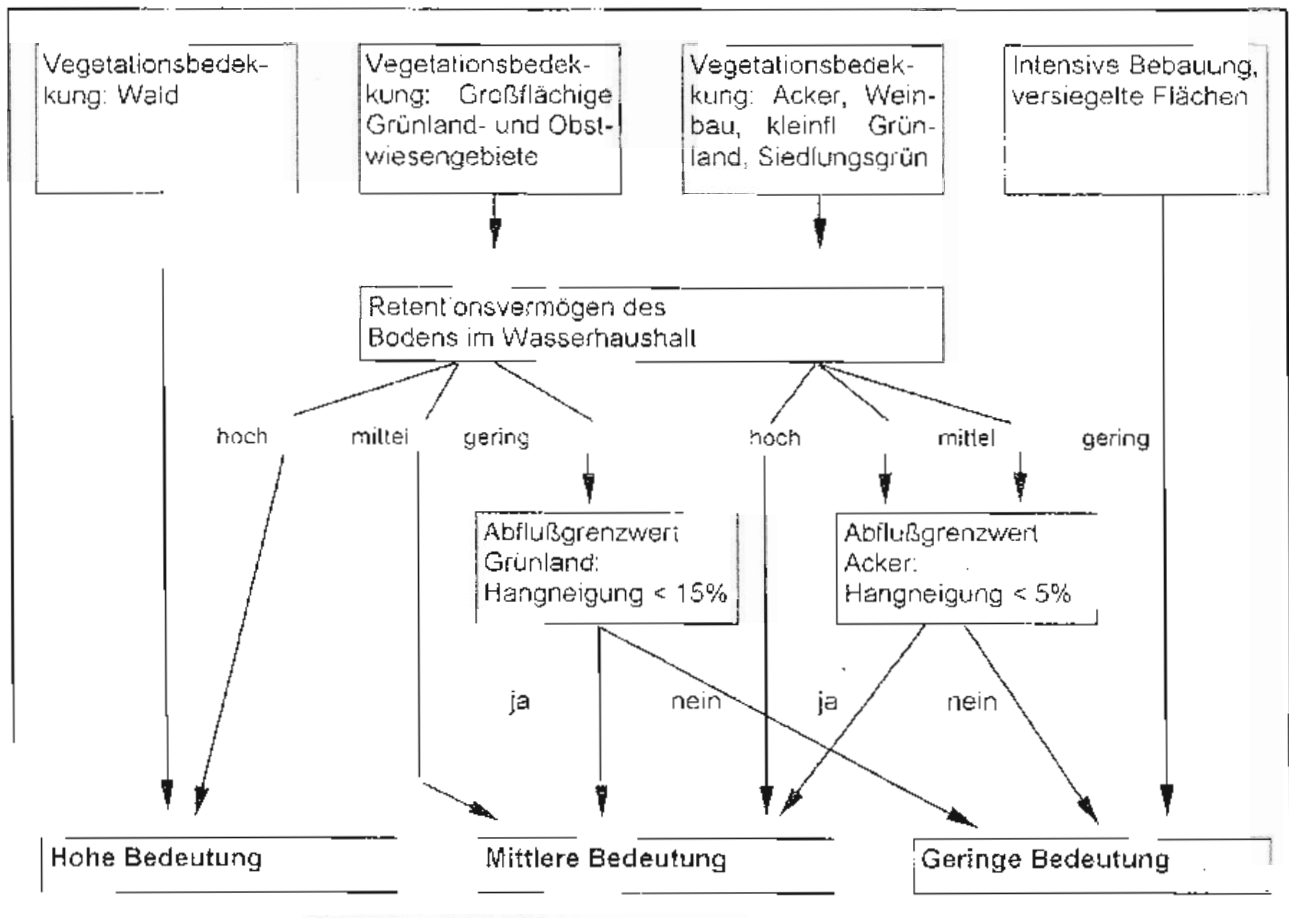 Vegetationsbedek-
kung: Wald
Vegetationsbedek-
kung: Großflächige
Grünland- und Obst-
wiesengebiete
Vegetationsbedek-
kung: Acker, Wein-
bau, kleinfl Grün-
land, Siedlungsgrün
Intensivs Bebauung,
versiegelte Flächen
Retentionsvermögen des
Bodens im Wasserhaushalt
hoch mittel gering hoch mittel gering
Abflußgrenzwert
Grünland:
Hangneigung < 15%
Abflußgrenzwert
Acker:
Hangneigung < 5%
ja nein ja nein
Hohe Bedeutung
Mittlere Bedeutung
Geringe Bedeutung